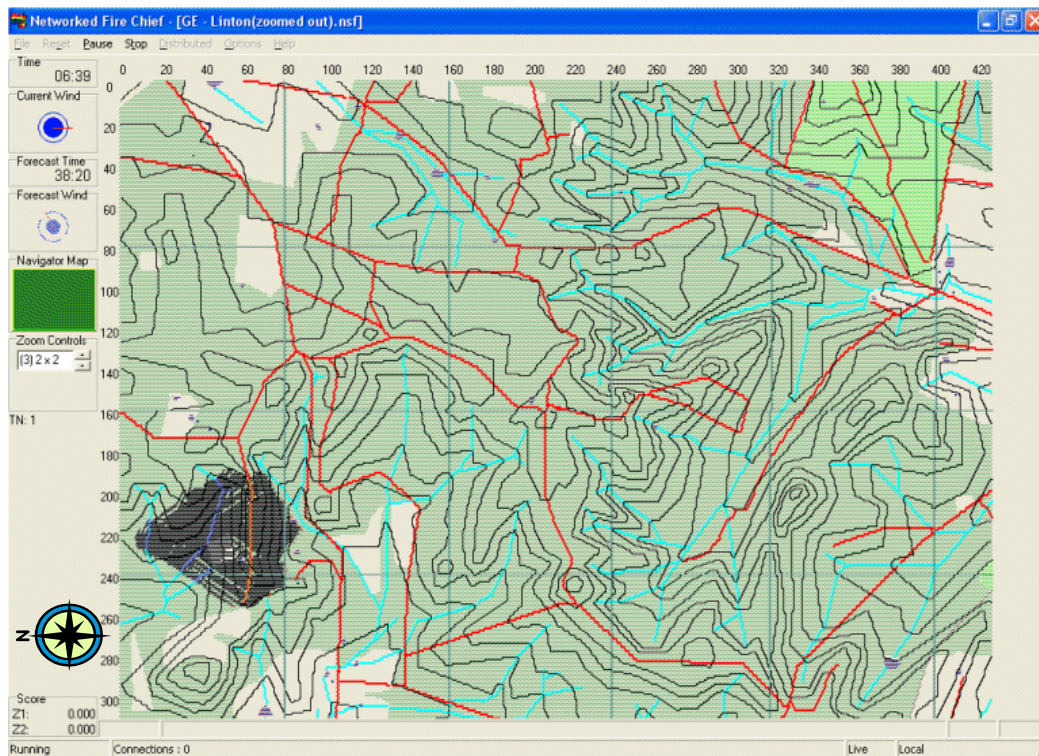 Networked Fire Chief - [GE - Linton(zoomed out).nsf]
File Reset Pause Stop Distributed Options Help
Time
06:39
Current Wind
Forecast Time
38:20
Forecast Wind
Navigator Map
Zoom Controls
(3) 2 x 2
TN: 1
0 20 40 60 80 100 120 140 160 180 200 220 240 260 280 300 320 340 360 380 400 420
0
20
40
60
80
100
120
140
160
180
200
220
240
260
280
300
N
Score
Z1: 0.000
Z2: 0.000
Running Connections : 0 Live Local